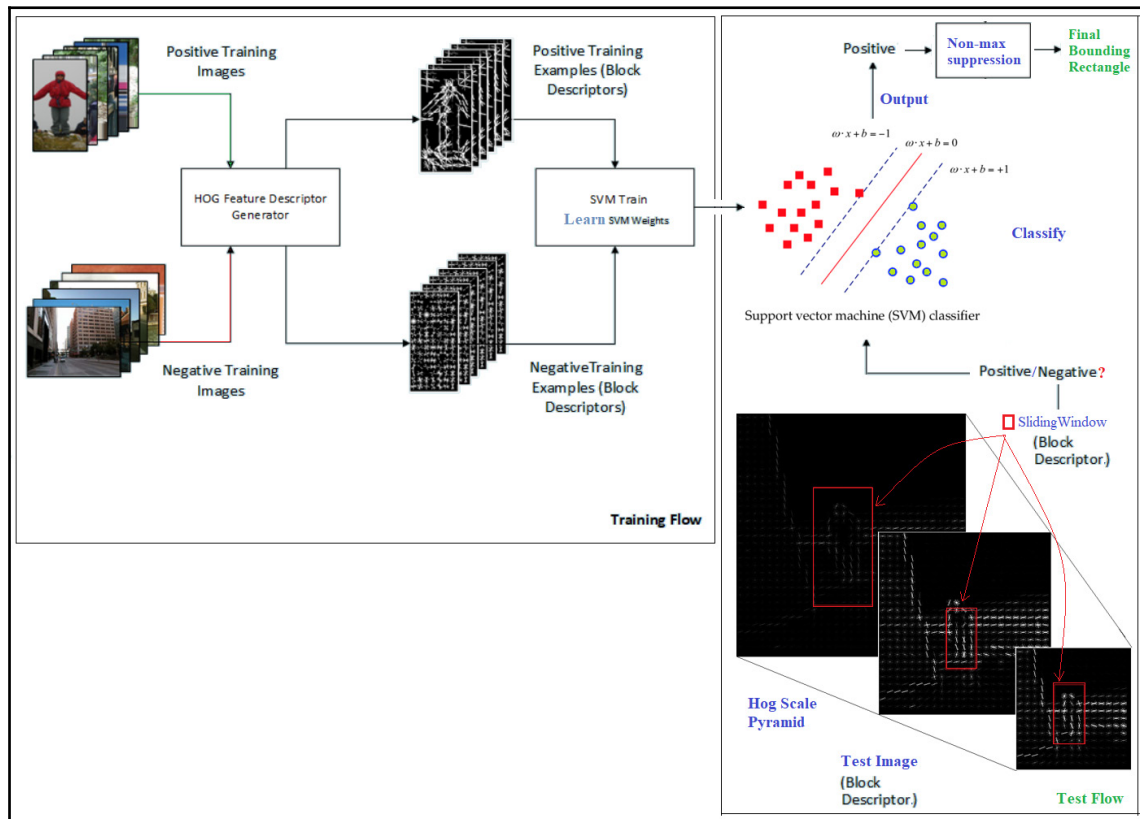 Positive Training
Images
HOG Feature Descriptor
Generator
Negative Training
Images
Positive Training
Examples (Block
Descriptors)
SVM Train
Learn SVM Weights
NegativeTraining
Examples (Block
Descriptors)
Training Flow
Positive
Non-max
suppression
Final
Bounding
Rectangle
Output
ω· x + b = −1
ω· x + b = 0
ω· x + b = +1
Classify
Support vector machine (SVM) classifier
Positive/Negative?
SlidingWindow
(Block
Descriptor.)
Hog Scale
Pyramid
Test Image
(Block
Descriptor.)
Test Flow